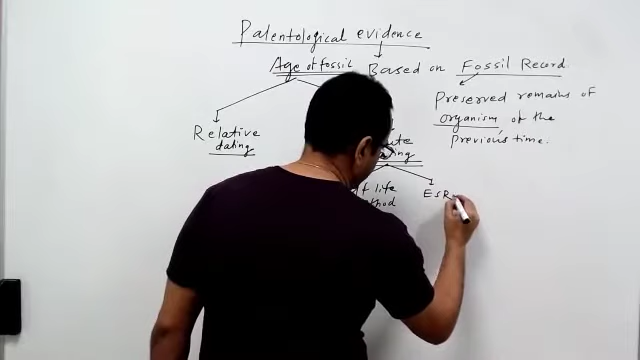 Palentological evidence
Age of fossil Based on Fossil Record
Preserved remains of
organism of the
previous time.
Relative
dating
life
ESR